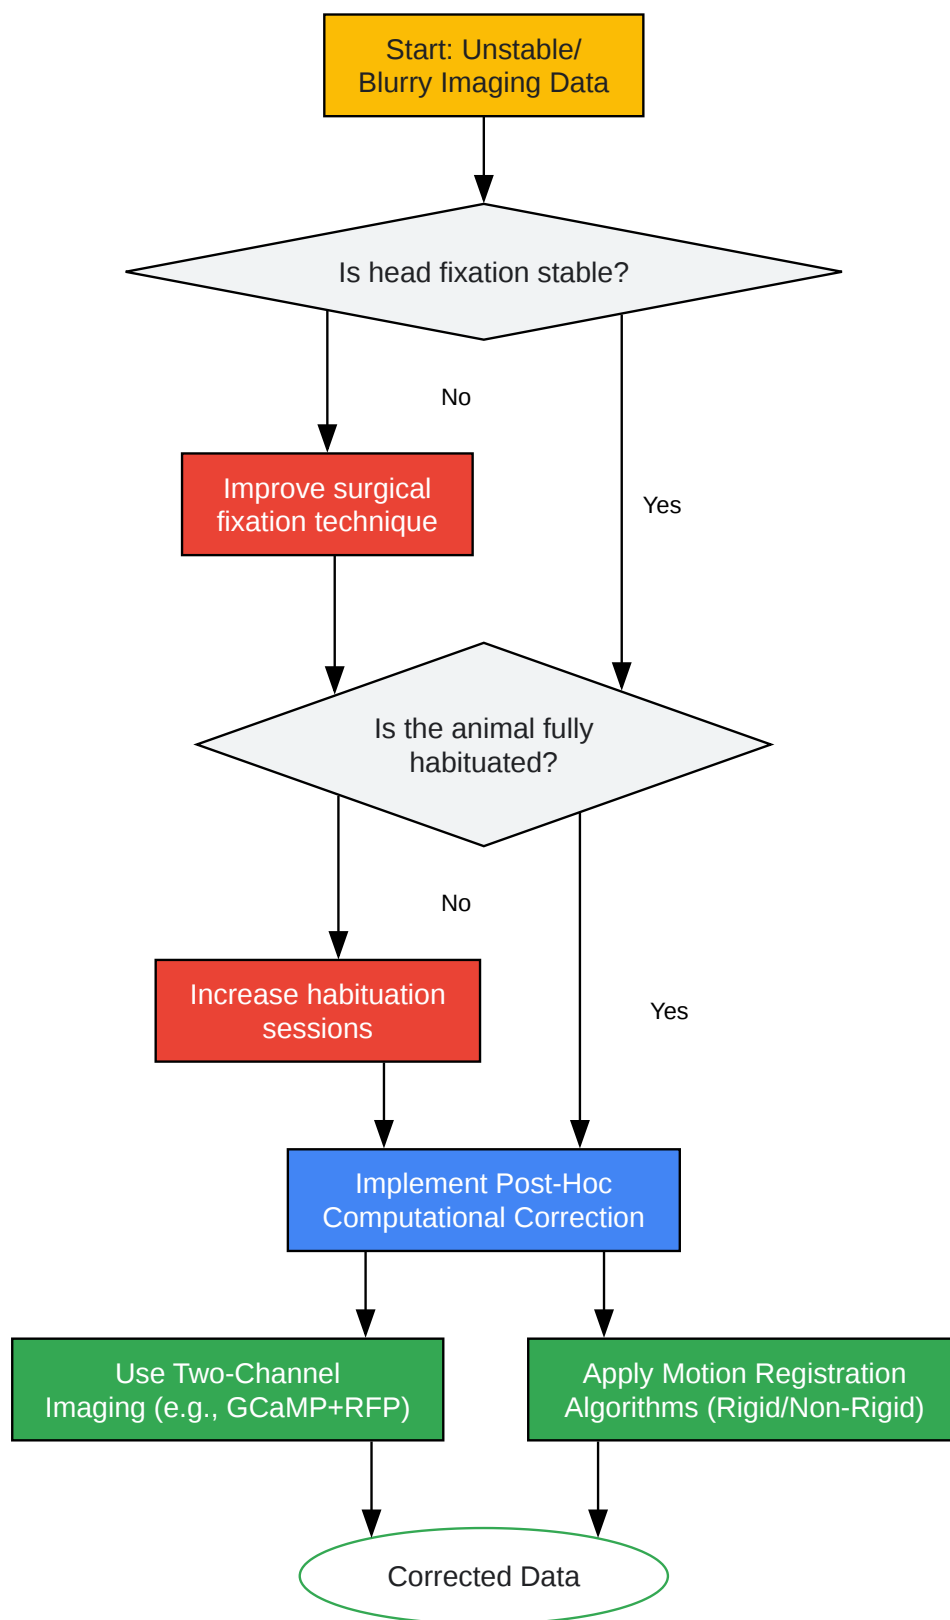 Start: Unstable/
Blurry Imaging Data
Is head fixation stable?
No
Improve surgical
fixation technique
Yes
Is the animal fully
habituated?
No
Increase habituation
sessions
Yes
Implement Post-Hoc
Computational Correction
Use Two-Channel
Imaging (e.g., GCaMP+RFP)
Apply Motion Registration
Algorithms (Rigid/Non-Rigid)
Corrected Data